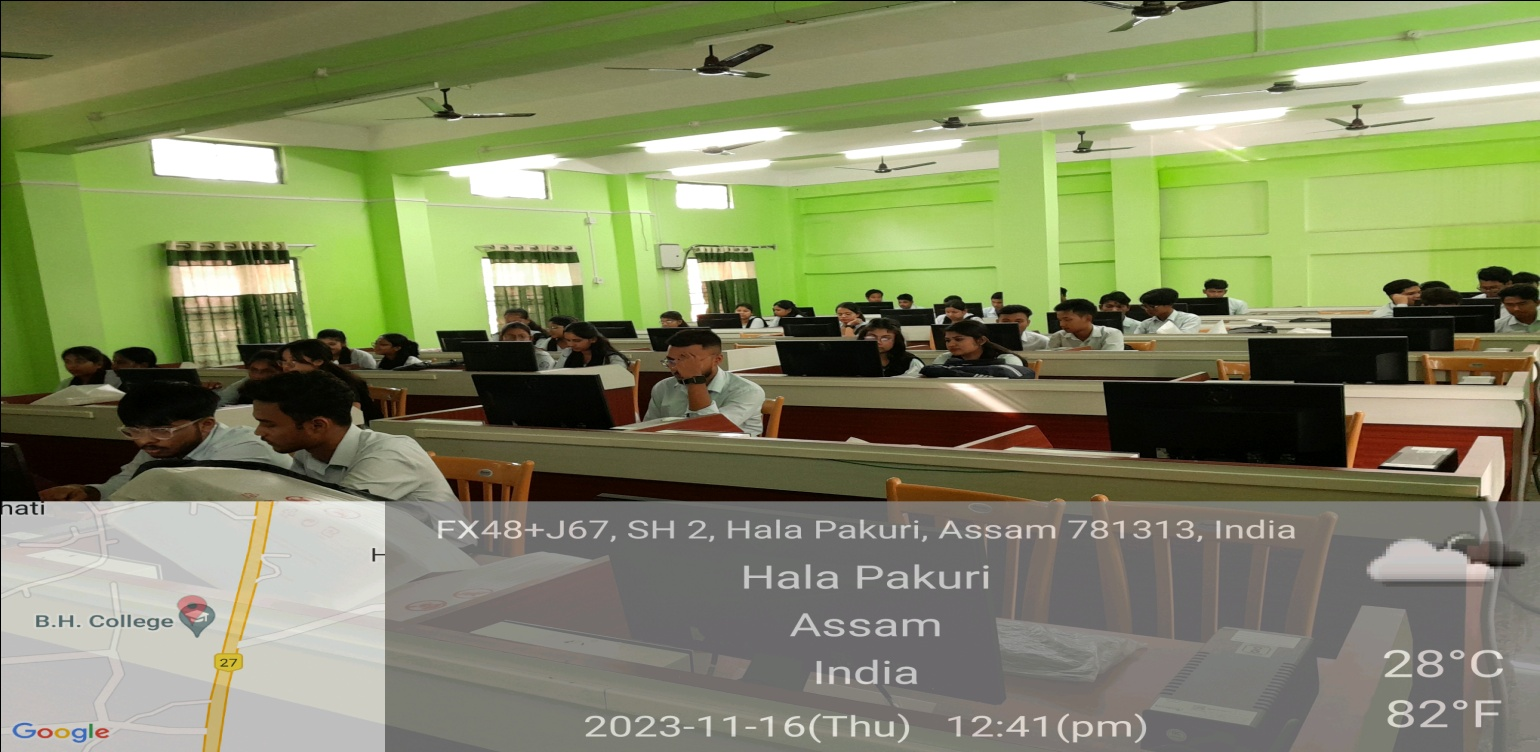 FX48+J67, SH 2, Hala Pakuri, Assam 781313, India
Hala Pakuri
Assam
India
2023-11-16(Thu) 12:41(pm)
28°C
82°F
hati
H
B.H. College
27
Google